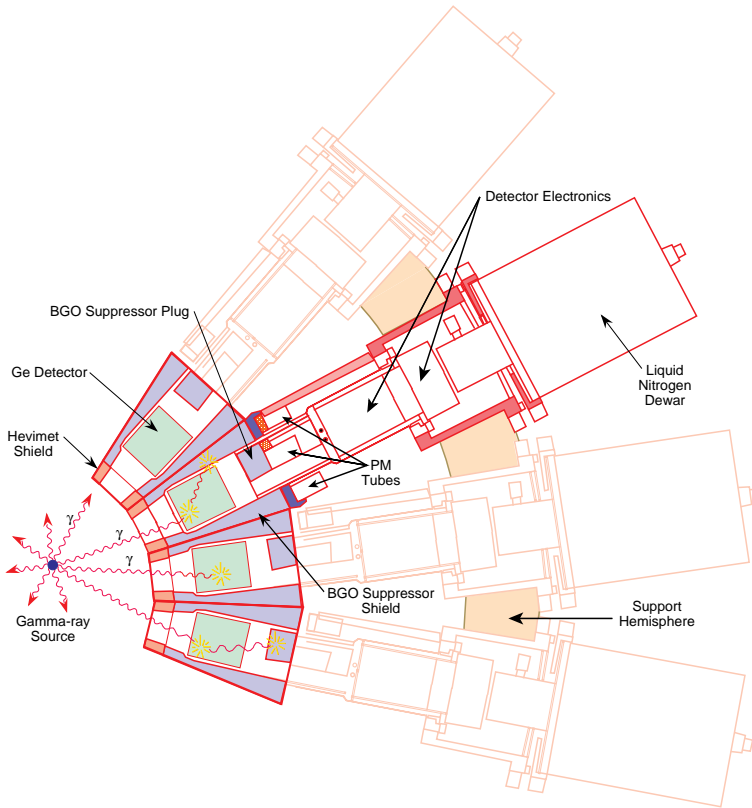 Detector Electronics
BGO Suppressor Plug
Ge Detector
Liquid
Nitrogen
Dewar
Hevimet
Shield
PM
Tubes
γ
γ
γ
BGO Suppressor
Shield
Support
Hemisphere
Gamma-ray
Source